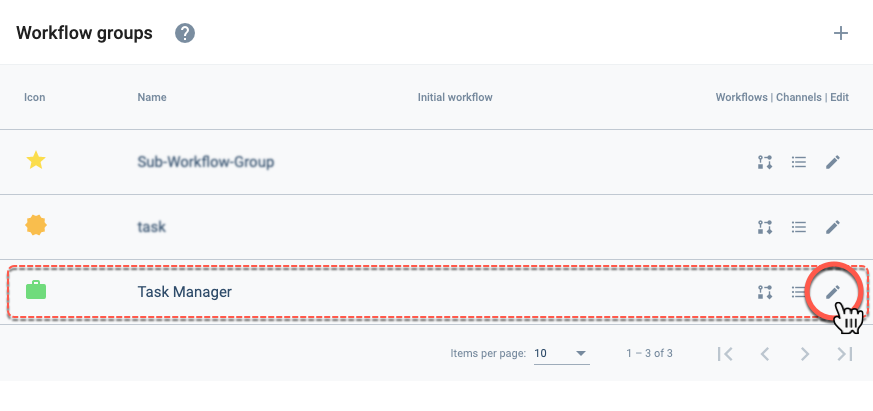 Workflow groups ?
Icon Name Initial workflow Workflows | Channels | Edit
Sub-Workflow-Group
task
Task Manager
Items per page: 10 1 – 3 of 3